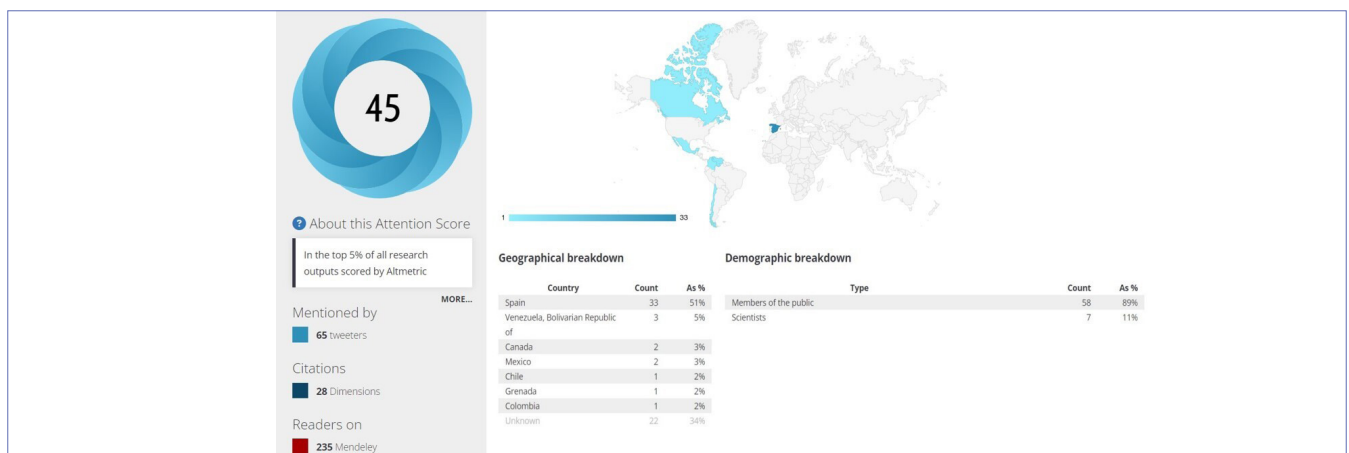 45
? About this Attention Score
In the top 5% of all research
outputs scored by Altmetric
MORE...
Mentioned by
65 tweeters
Citations
28 Dimensions
Readers on
235 Mendeley
1 33
Geographical breakdown
Country Count As %
Spain 33 51%
Venezuela, Bolivarian Republic of 3 5%
Canada 2 3%
Mexico 2 3%
Chile 1 2%
Grenada 1 2%
Colombia 1 2%
Unknown 22 34%
Demographic breakdown
Type Count As %
Members of the public 58 89%
Scientists 7 11%